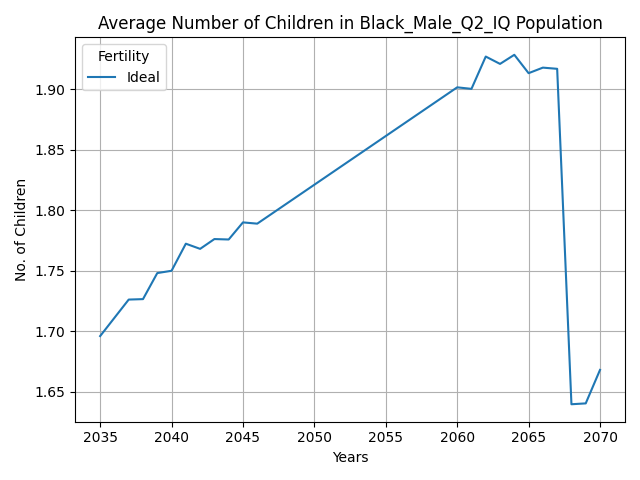 Average Number of Children in Black_Male_Q2_IQ Population
Fertility
Ideal
No. of Children
1.90
1.85
1.80
1.75
1.70
1.65
2035 2040 2045 2050 2055 2060 2065 2070
Years